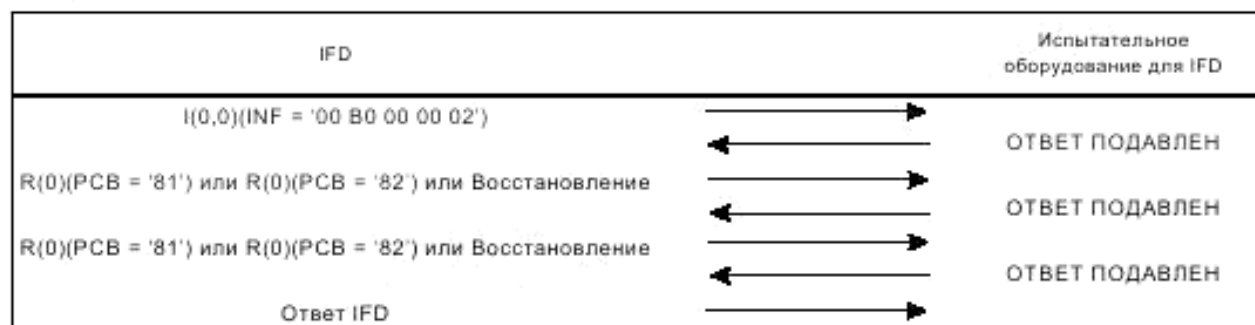 IFD
Испытательное
оборудование для IFD
I(0,0)(INF = '00 B0 00 00 02')
ОТВЕТ ПОДАВЛЕН
R(0)(PCB = '81') или R(0)(PCB = '82') или Восстановление
ОТВЕТ ПОДАВЛЕН
R(0)(PCB = '81') или R(0)(PCB = '82') или Восстановление
ОТВЕТ ПОДАВЛЕН
Ответ IFD